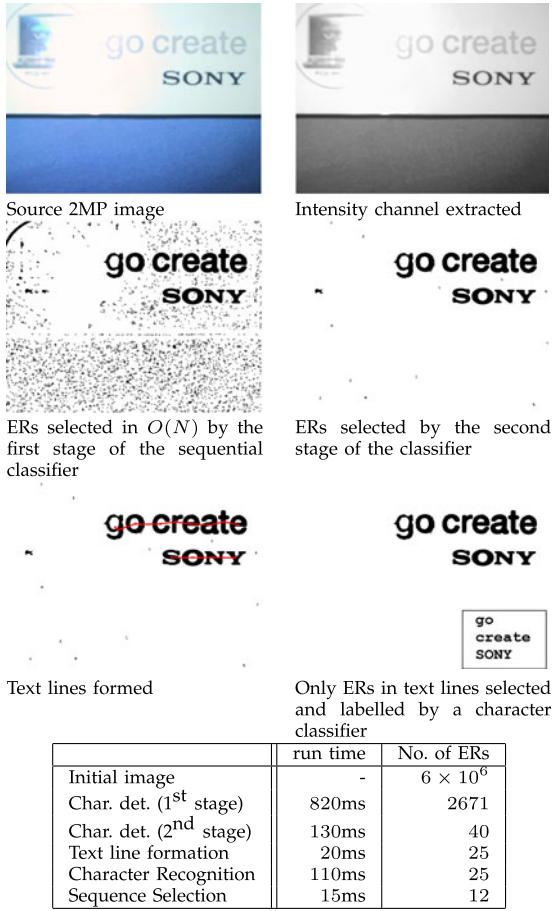 go create
SONY
go create
SONY
Source 2MP image
Intensity channel extracted
go create
SONY
go create
SONY
ERs selected in O(N) by the
first stage of the sequential
classifier
ERs selected by the second
stage of the classifier
go create
SONY
go create
SONY
go
create
SONY
Text lines formed
Only ERs in text lines selected
and labelled by a character
classifier
run time No. of ERs
Initial image - 6 × 10^6
Char. det. (1st stage) 820ms 2671
Char. det. (2nd stage) 130ms 40
Text line formation 20ms 25
Character Recognition 110ms 25
Sequence Selection 15ms 12